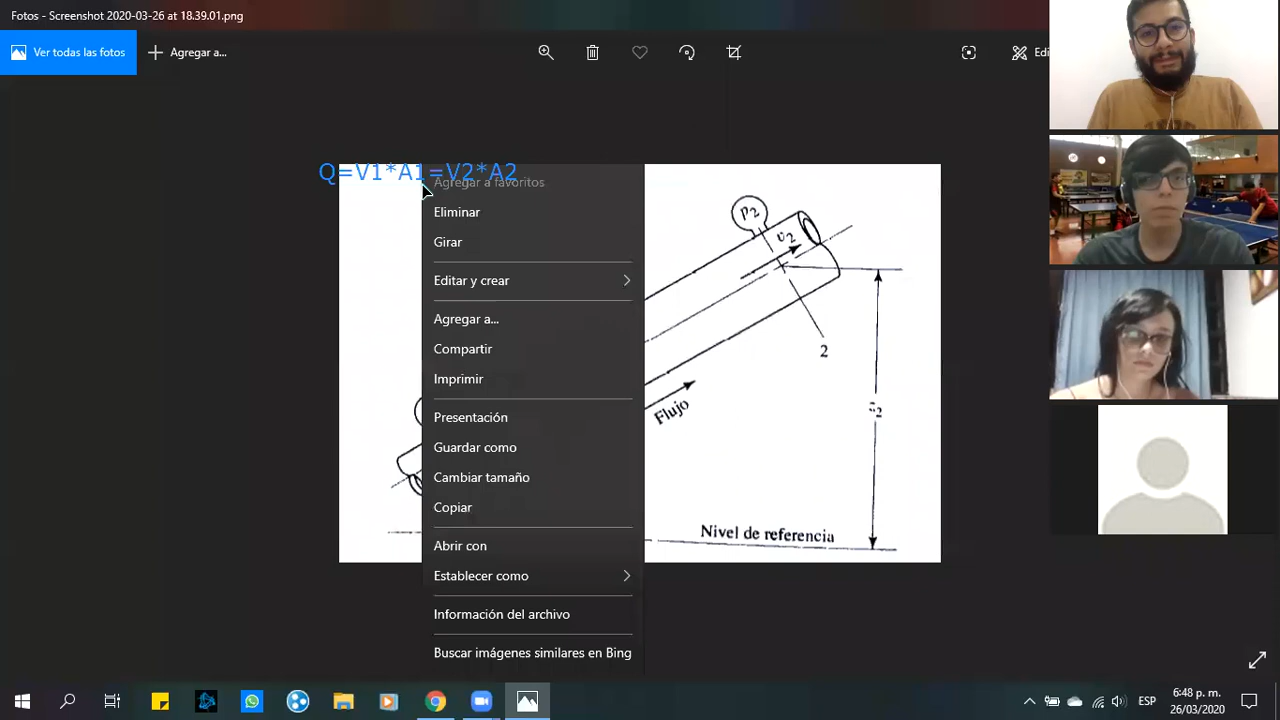 Fotos - Screenshot 2020-03-26 at 18.39.01.png
Ver todas las fotos
Agregar a...
Q=V1*A1=V2*A2
Agregar a favoritos
Eliminar
Girar
Editar y crear
Agregar a...
Compartir
Imprimir
Presentación
Guardar como
Cambiar tamaño
Copiar
Abrir con
Establecer como
Información del archivo
Buscar imágenes similares en Bing
p2
v2
2
Flujo
z2
Nivel de referencia
ESP
6:48 p. m.
26/03/2020